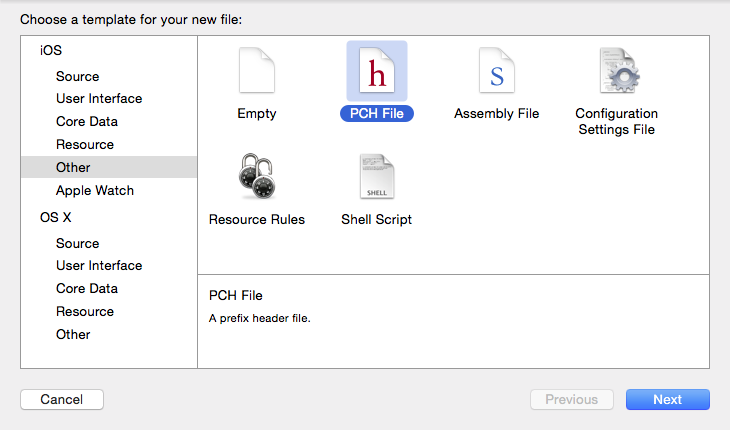 Choose a template for your new file:
iOS
Source
User Interface
Core Data
Resource
Other
Apple Watch
OS X
Source
User Interface
Core Data
Resource
Other
Empty
h
PCH File
S
Assembly File
Configuration
Settings File
Resource Rules
SHELL
Shell Script
PCH File
A prefix header file.
Cancel
Previous
Next